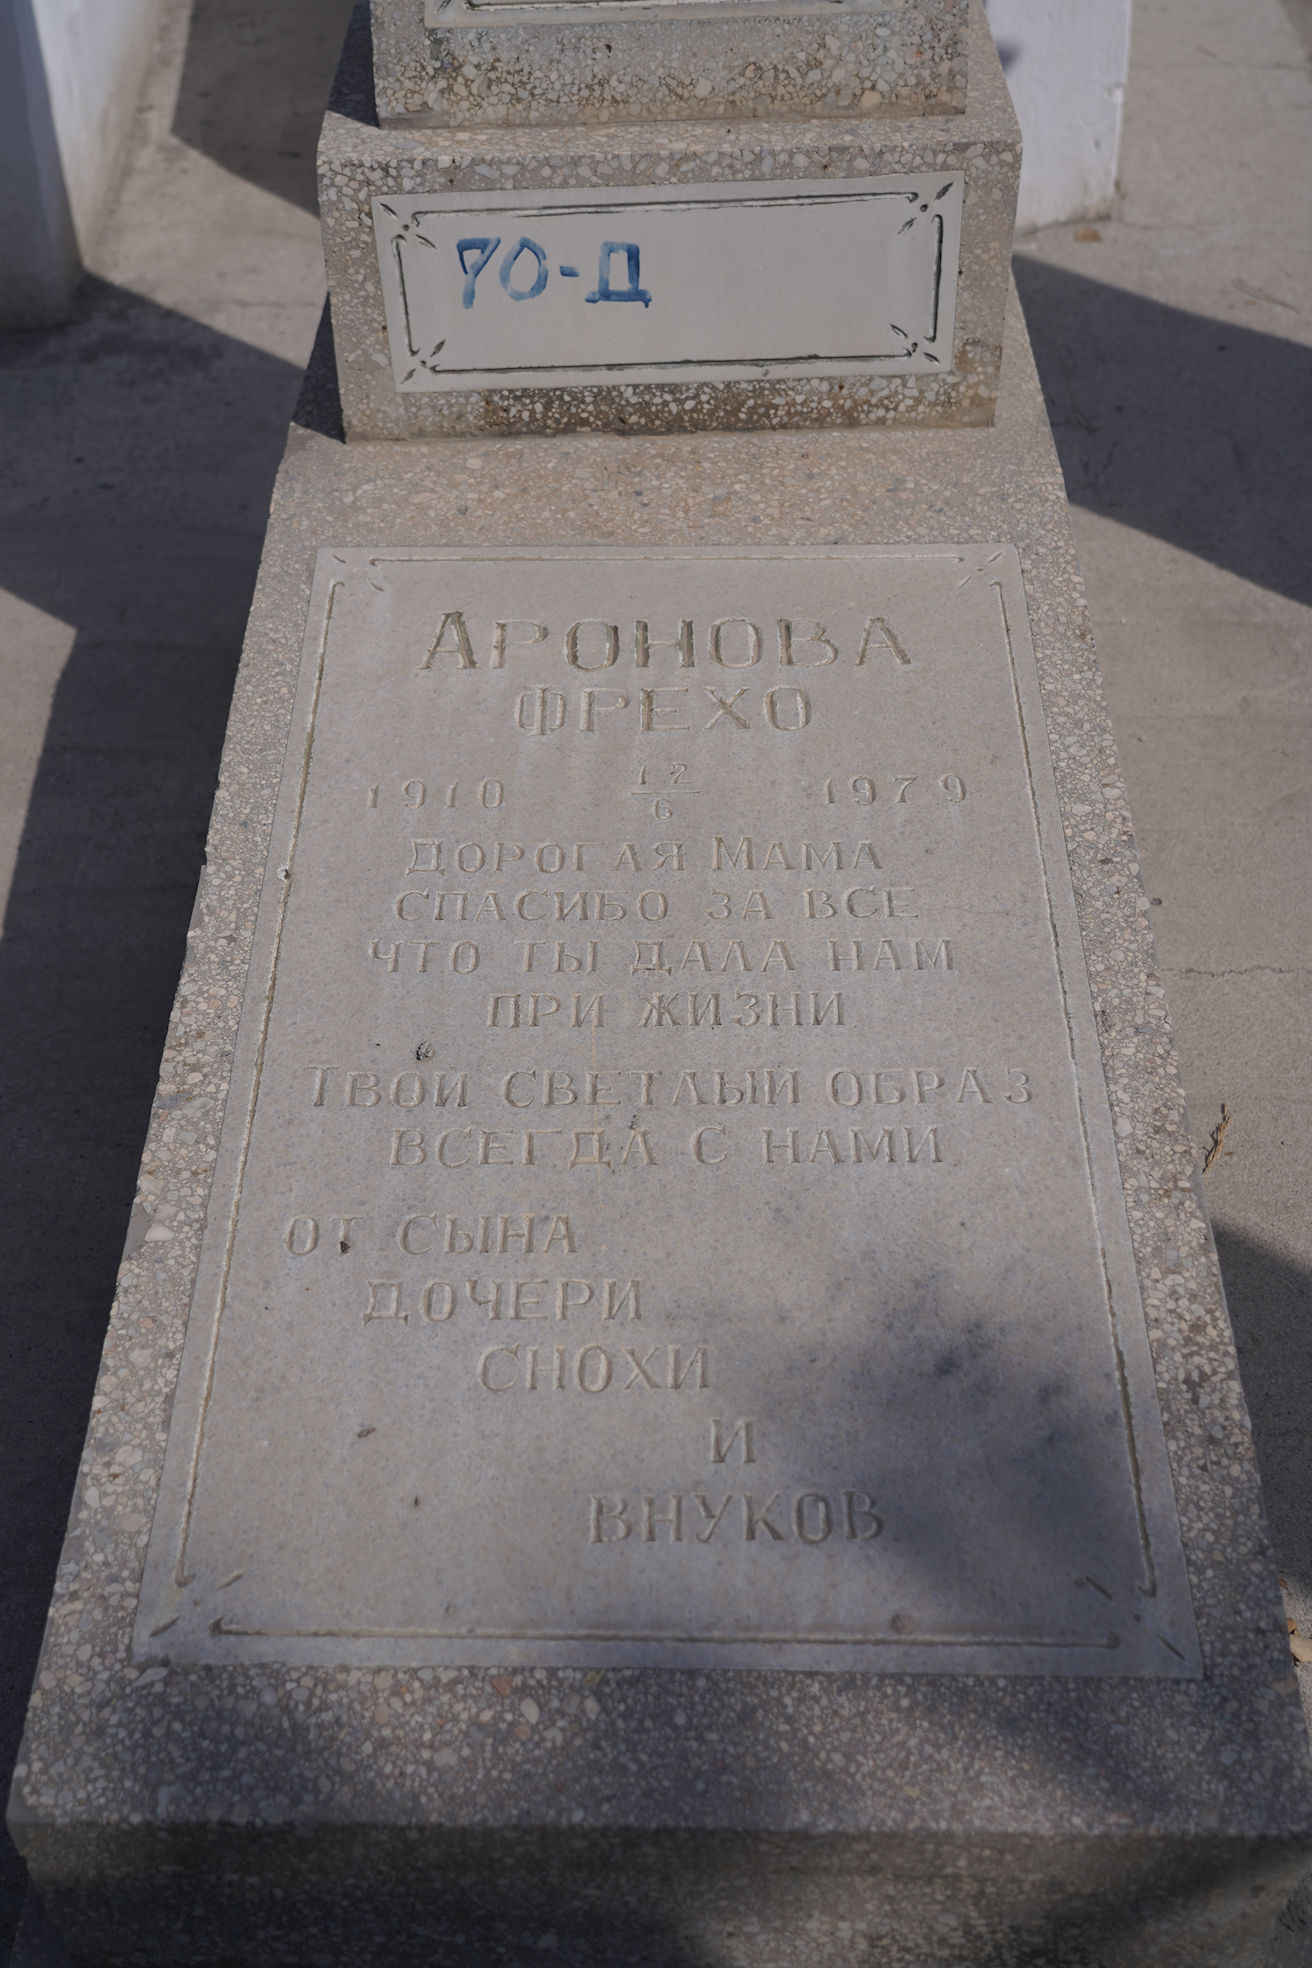 70-Д
АРОНОВА
ФРЕХО
1910 12/6 1979
ДОРОГАЯ МАМА
СПАСИБО ЗА ВСЕ
ЧТО ТЫ ДАЛА НАМ
ПРИ ЖИЗНИ
ТВОЙ СВЕТЛЫЙ ОБРАЗ
ВСЕГДА С НАМИ
ОТ СЫНА
ДОЧЕРИ
СНОХИ
И
ВНУКОВ